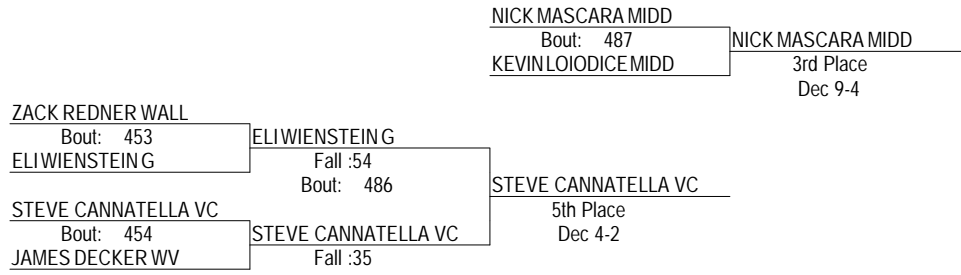 NICK MASCARA MIDD
Bout: 487
NICK MASCARA MIDD
KEVIN LOIODICE MIDD
3rd Place
Dec 9-4
ZACK REDNER WALL
Bout: 453
ELI WIENSTEIN G
ELI WIENSTEIN G
Fall :54
Bout: 486
STEVE CANNATELLA VC
STEVE CANNATELLA VC
5th Place
Bout: 454
STEVE CANNATELLA VC
Dec 4-2
JAMES DECKER WV
Fall :35